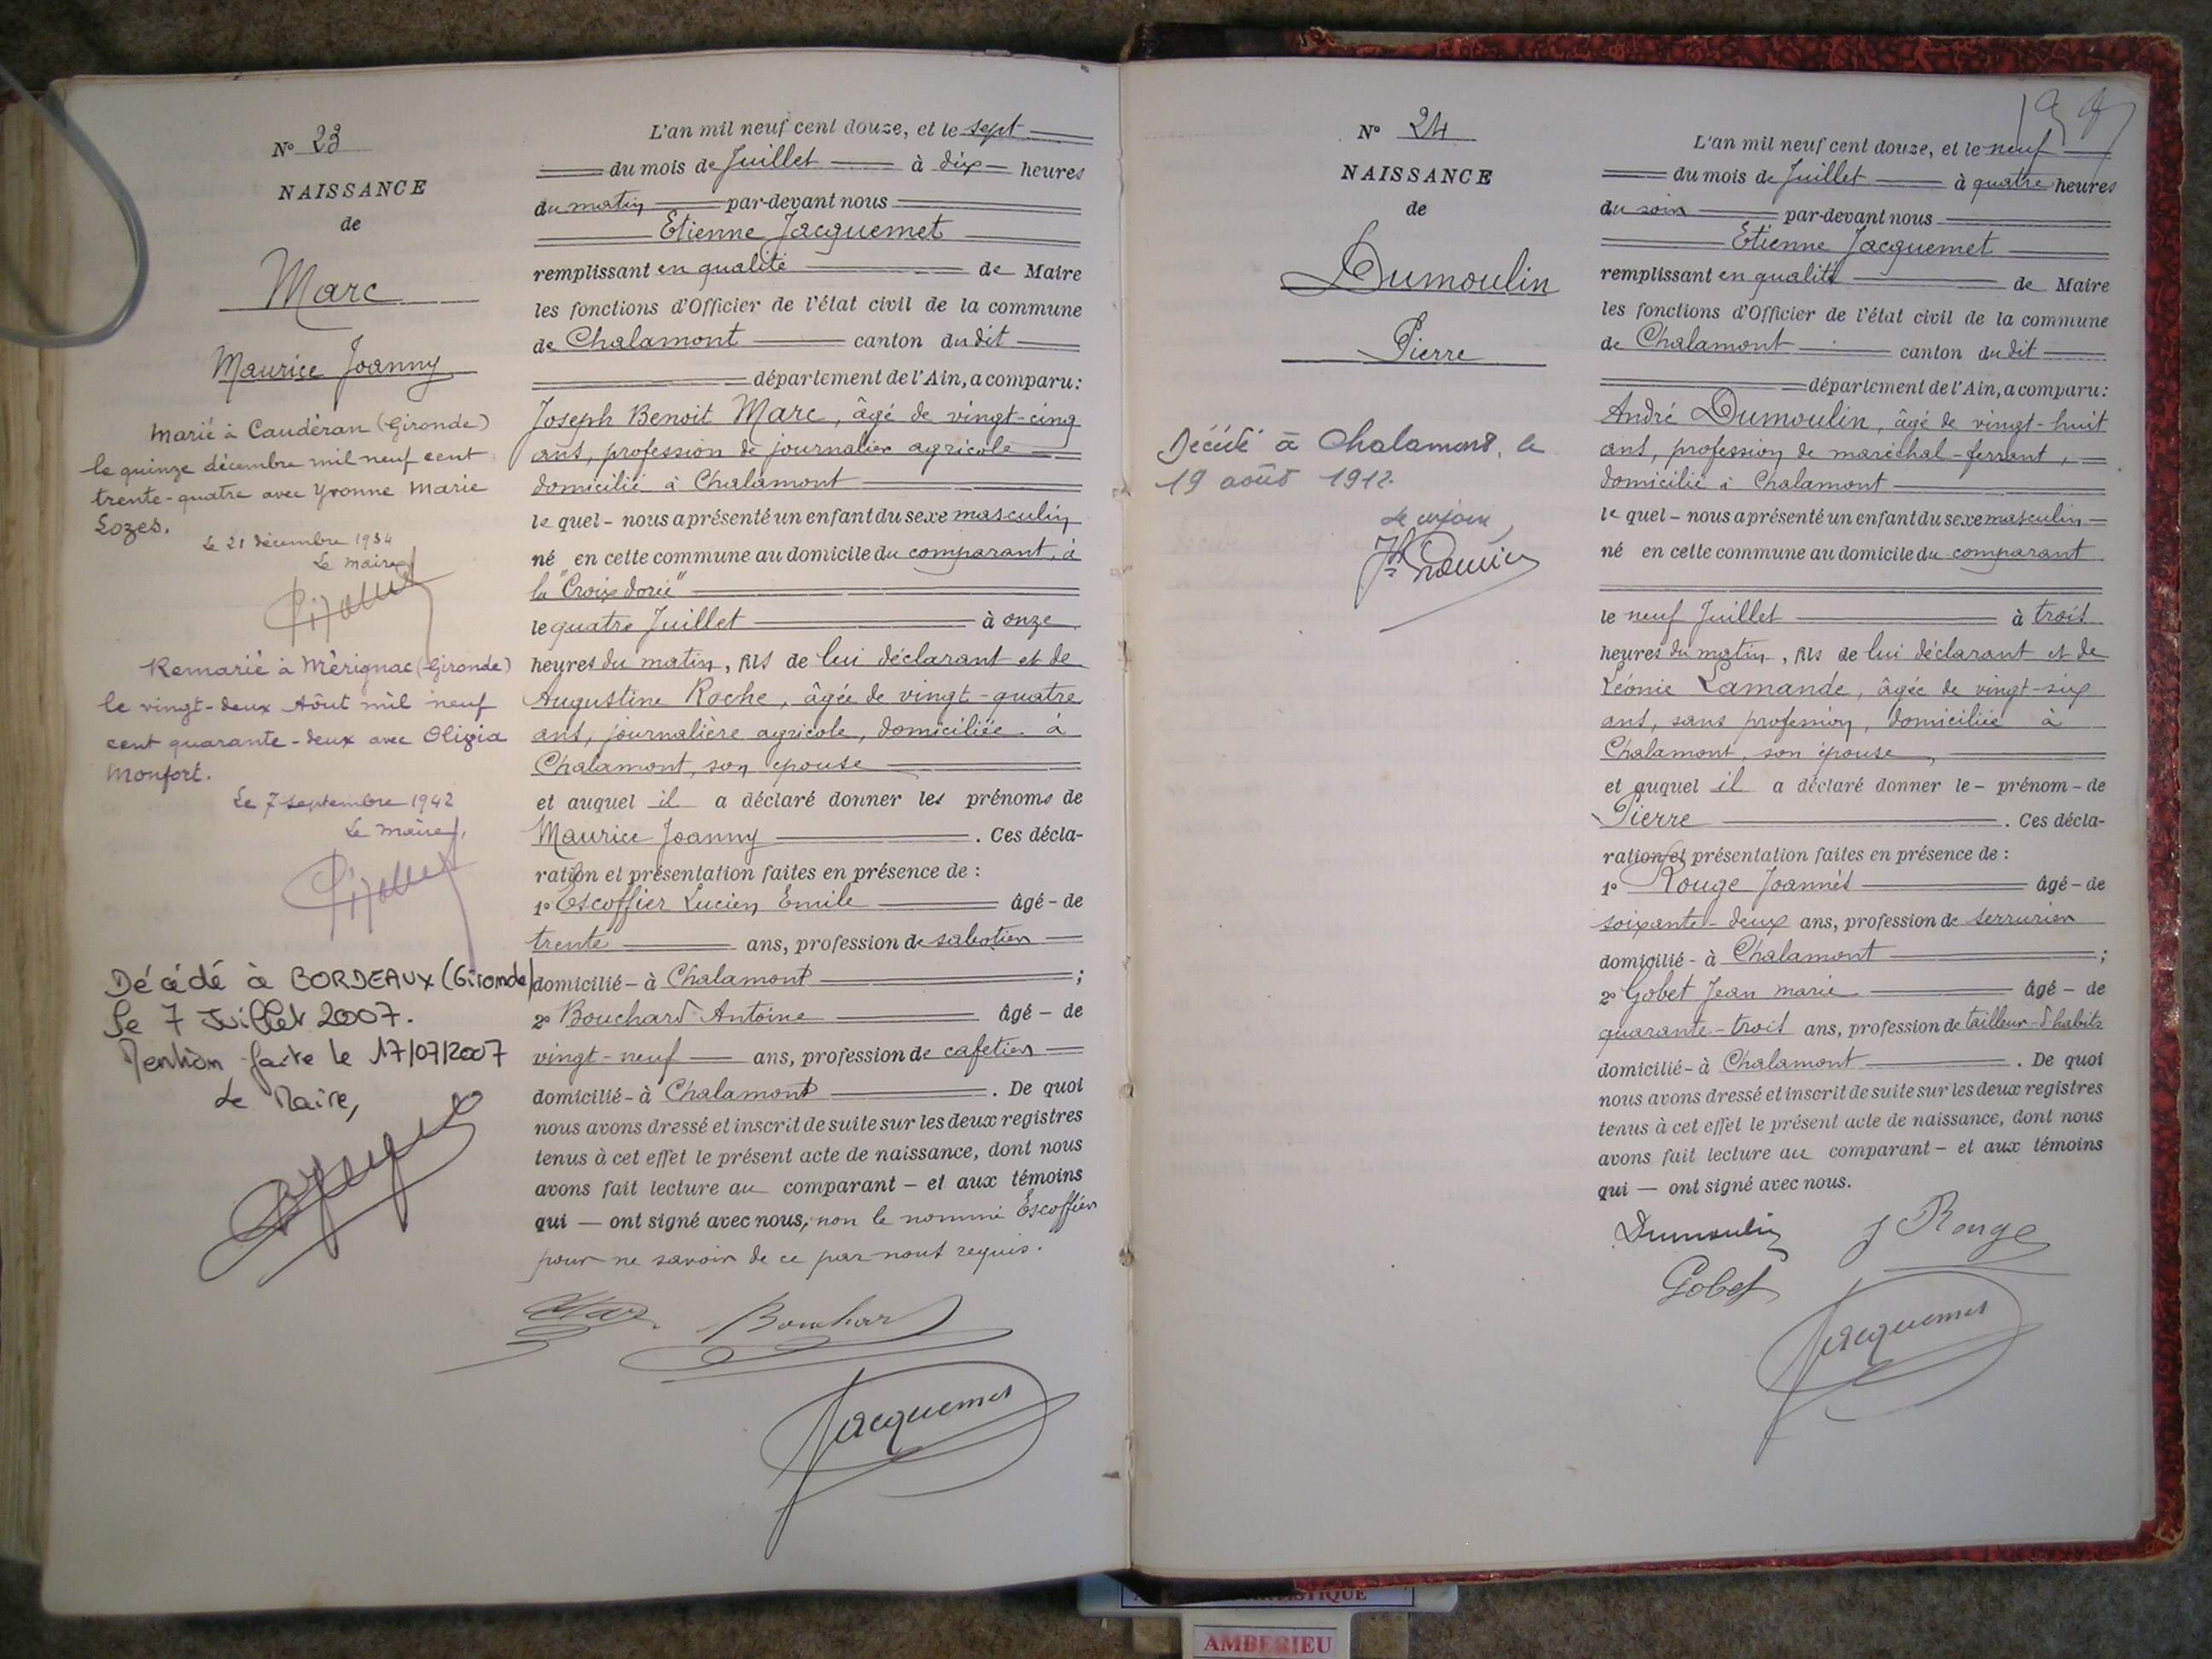 N° 23
NAISSANCE
de
Marc
Maurice Joanny
Marié à Caudéran (Gironde)
le quinze décembre mil neuf cent
trente-quatre avec Yvonne Marie
Lozes.
Le 21 décembre 1934
Le maire,
Remarié à Mérignac (Gironde)
le vingt-deux Aôut mil neuf
cent quarante-deux avec Oligia
Monfort.
Le 7 septembre 1942
Le maire,
Décédé à BORDEAUX (Gironde)
Le 7 Juillet 2007.
Mention faite le 17/07/2007
Le Maire,
L'an mil neuf cent douze, et le sept
du mois de Juillet à dix heures
du matin par-devant nous
Etienne Jacquemet
remplissant en qualité de Maire
les fonctions d'Officier de l'état civil de la commune
de Chalamont canton du dit
département de l'Ain, a comparu:
Joseph Benoit Marc, âgé de vingt-cinq
ans, profession de journalier agricole
domicilié à Chalamont
le quel - nous a présenté un enfant du sexe masculin
né en cette commune au domicile du comparant, à
la "Croix dorée"
le quatre Juillet à onze
heures du matin, fils de lui déclarant et de
Augustine Roche, âgée de vingt-quatre
ans, journalière agricole, domiciliée à
Chalamont, son épouse
et auquel il a déclaré donner les prénoms de
Maurice Joanny . Ces décla-
ration et présentation faites en présence de :
1° Escoffier Lucien Emile âgé - de
trente ans, profession de sabotier
domicilié - à Chalamont ;
2° Bouchard Antoine âgé - de
vingt-neuf ans, profession de cafetier
domicilié - à Chalamont . De quoi
nous avons dressé et inscrit de suite sur les deux registres
tenus à cet effet le présent acte de naissance, dont nous
avons fait lecture au comparant - et aux témoins
qui — ont signé avec nous, non le nommé Escoffier
pour ne savoir de ce par nous requis.
Marc Bouchard
Jacquemet
N° 24
NAISSANCE
de
Dumoulin
Pierre
Décédé à Chalamont, le
19 août 1912.
L'an mil neuf cent douze, et le neuf
du mois de Juillet à quatre heures
du soir par-devant nous
Etienne Jacquemet
remplissant en qualité de Maire
les fonctions d'Officier de l'état civil de la commune
de Chalamont canton du dit
département de l'Ain, a comparu:
André Dumoulin, âgé de vingt-huit
ans, profession de maréchal-ferrant,
domicilié à Chalamont
le quel - nous a présenté un enfant du sexe masculin
né en cette commune au domicile du comparant
le neuf Juillet à trois
heures du matin, fils de lui déclarant et de
Léonie Lamande, âgée de vingt-six
ans, sans profession, domiciliée à
Chalamont, son épouse,
et auquel il a déclaré donner le - prénom - de
Pierre . Ces décla-
ration et présentation faites en présence de :
1° Rouge Joannès âgé - de
soixante-deux ans, profession de serrurier
domicilié - à Chalamont ;
2° Gobet Jean marie âgé - de
quarante-trois ans, profession de tailleur-d'habits
domicilié - à Chalamont . De quoi
nous avons dressé et inscrit de suite sur les deux registres
tenus à cet effet le présent acte de naissance, dont nous
avons fait lecture au comparant - et aux témoins
qui — ont signé avec nous.
Dumoulin J Rouge
Gobet
Jacquemet
AMBERIEU